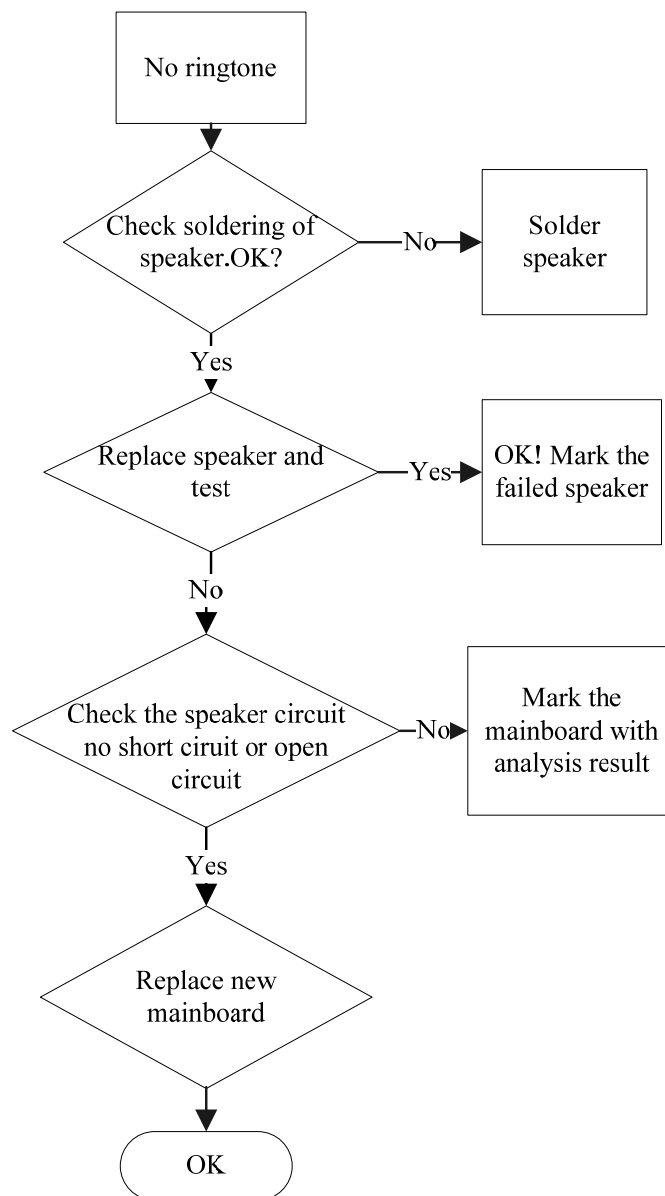 No ringtone
Check soldering of
speaker.OK?
No
Solder
speaker
Yes
Replace speaker and
test
Yes
OK! Mark the
failed speaker
No
Check the speaker circuit
no short ciruit or open
circuit
No
Mark the
mainboard with
analysis result
Yes
Replace new
mainboard
OK